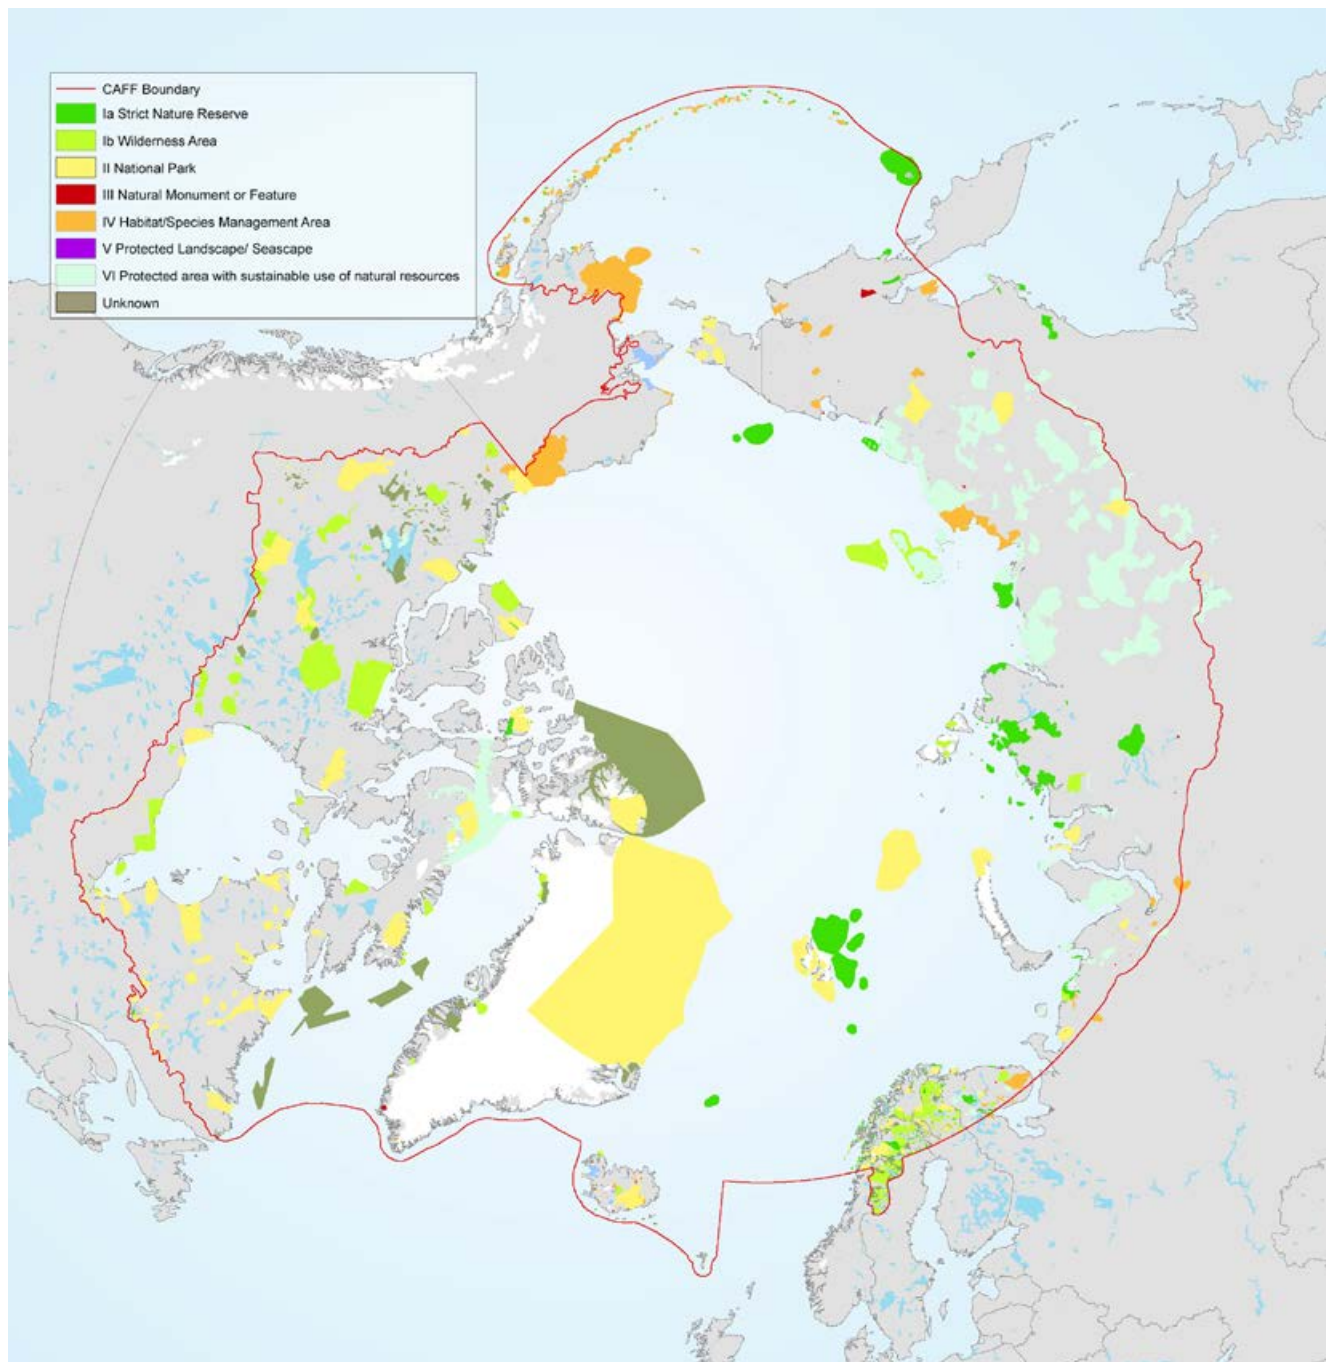 CAFF Boundary
Ia Strict Nature Reserve
Ib Wilderness Area
II National Park
III Natural Monument or Feature
IV Habitat/Species Management Area
V Protected Landscape/ Seascape
VI Protected area with sustainable use of natural resources
Unknown